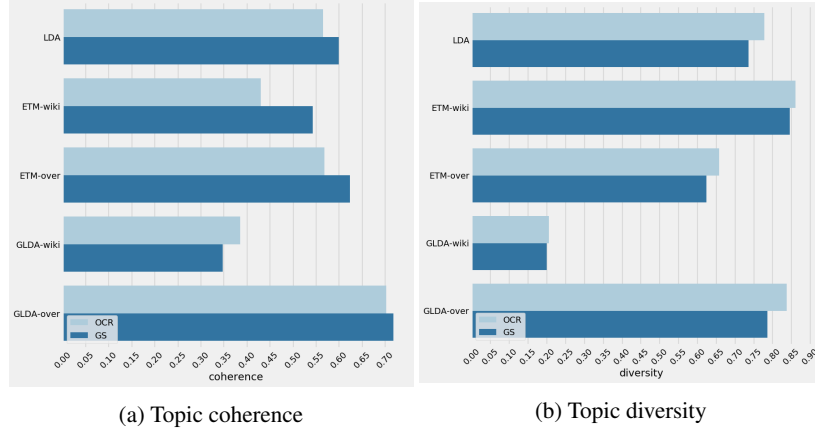 LDA
ETM-wiki
ETM-over
GLDA-wiki
GLDA-over
OCR
GS
0.00 0.05 0.10 0.15 0.20 0.25 0.30 0.35 0.40 0.45 0.50 0.55 0.60 0.65 0.70
coherence
(a) Topic coherence
LDA
ETM-wiki
ETM-over
GLDA-wiki
GLDA-over
OCR
GS
0.00 0.05 0.10 0.15 0.20 0.25 0.30 0.35 0.40 0.45 0.50 0.55 0.60 0.65 0.70 0.75 0.80 0.85 0.90
diversity
(b) Topic diversity